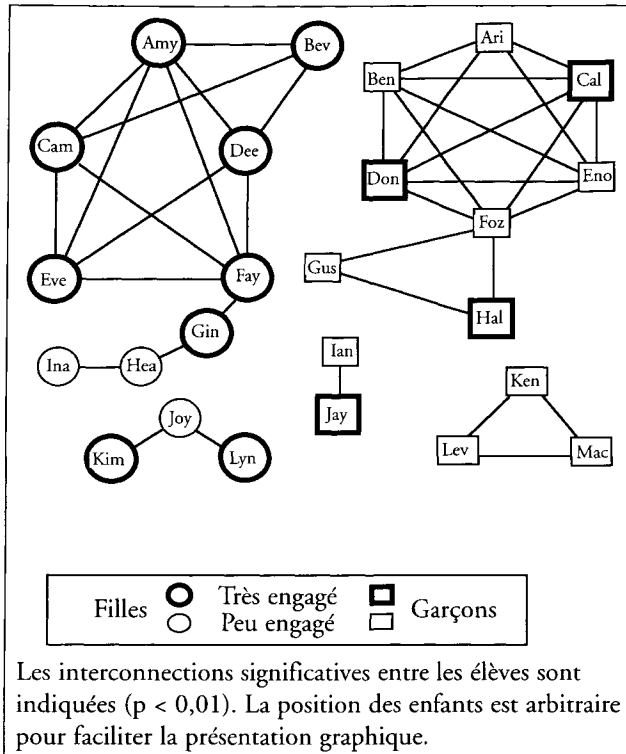 Amy
Bev
Ari
Ben
Cal
Cam
Dee
Don
Eno
Foz
Eve
Fay
Gus
Gin
Hal
Ina
Hea
Ian
Ken
Joy
Jay
Kim
Lyn
Lev
Mac
Filles Très engagé Garçons
Peu engagé
Les interconnections significatives entre les élèves sont
indiquées (p < 0,01). La position des enfants est arbitraire
pour faciliter la présentation graphique.